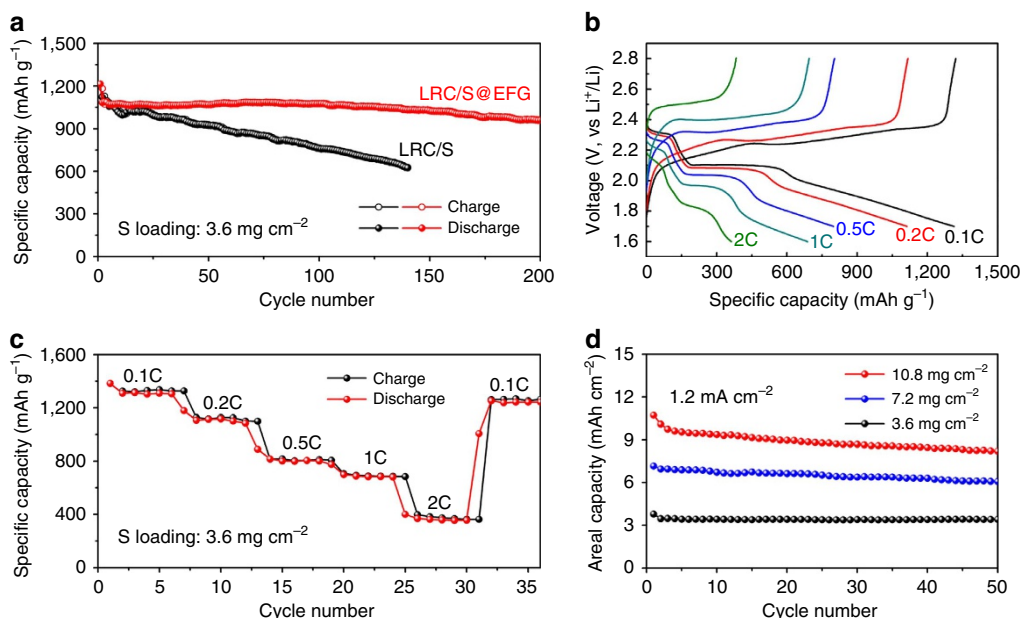 a
1,500
1,200
900
600
300
0
Specific capacity (mAh g⁻¹)
LRC/S@EFG
LRC/S
Charge
Discharge
S loading: 3.6 mg cm⁻²
0 50 100 150 200
Cycle number
b
2.8
2.6
2.4
2.2
2.0
1.8
1.6
Voltage (V, vs Li⁺/Li)
2C 1C 0.5C 0.2C 0.1C
0 300 600 900 1,200 1,500
Specific capacity (mAh g⁻¹)
c
1,600
1,200
800
400
0
Specific capacity (mAh g⁻¹)
0.1C
0.2C
0.5C
1C
2C
0.1C
Charge
Discharge
S loading: 3.6 mg cm⁻²
0 5 10 15 20 25 30 35
Cycle number
d
15
12
9
6
3
0
Areal capacity (mAh cm⁻²)
1.2 mA cm⁻²
10.8 mg cm⁻²
7.2 mg cm⁻²
3.6 mg cm⁻²
0 10 20 30 40 50
Cycle number